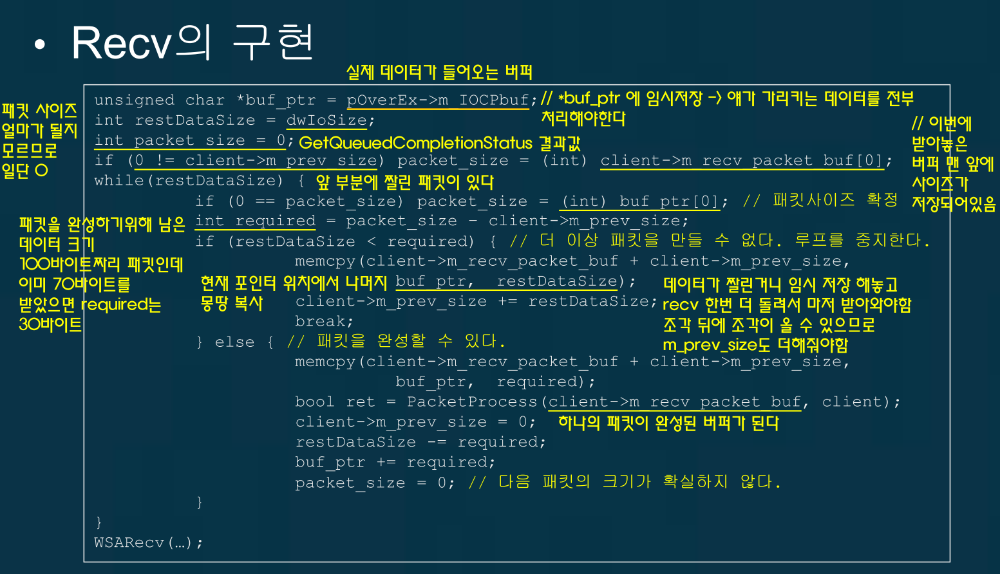 • Recv의 구현
실제 데이터가 들어오는 버퍼
unsigned char *buf_ptr = pOverEx->m_IOCPbuf; // *buf_ptr 에 임시저장 -> 얘가 가리키는 데이터를 전부
처리해야한다
int restDataSize = dwIoSize;
패킷 사이즈
얼마가 될지
모르므로
일단 0
int packet_size = 0; GetQueuedCompletionStatus 결과값
if (0 != client->m_prev_size) packet_size = (int) client->m_recv_packet_buf[0];
// 이번에
받아놓은
버퍼 맨 앞에
사이즈가
저장되어있음
while(restDataSize) { 앞 부분에 짤린 패킷이 있다
if (0 == packet_size) packet_size = (int) buf_ptr[0]; // 패킷사이즈 확정
int required = packet_size - client->m_prev_size;
패킷을 완성하기위해 남은
데이터 크기
100바이트짜리 패킷인데
이미 70바이트를
받았으면 required는
30바이트
if (restDataSize < required) { // 더 이상 패킷을 만들 수 없다. 루프를 중지한다.
memcpy(client->m_recv_packet_buf + client->m_prev_size,
현재 포인터 위치에서 나머지
몽땅 복사
buf_ptr, restDataSize);
client->m_prev_size += restDataSize;
데이터가 짤린거니 임시 저장 해놓고
recv 한번 더 돌려서 마저 받아와야함
조각 뒤에 조각이 올 수 있으므로
m_prev_size도 더해줘야함
break;
} else { // 패킷을 완성할 수 있다.
memcpy(client->m_recv_packet_buf + client->m_prev_size,
buf_ptr, required);
bool ret = PacketProcess(client->m_recv_packet_buf, client);
client->m_prev_size = 0; 하나의 패킷이 완성된 버퍼가 된다
restDataSize -= required;
buf_ptr += required;
packet_size = 0; // 다음 패킷의 크기가 확실하지 않다.
}
}
WSARecv(…);